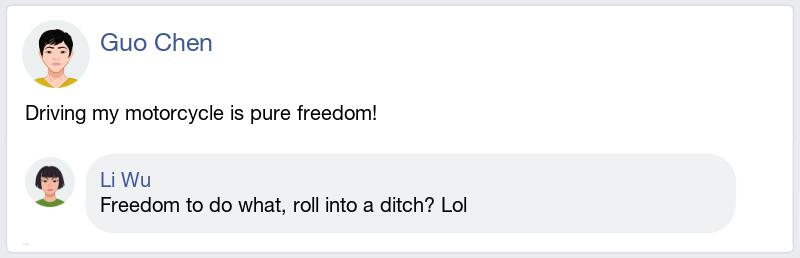 Guo Chen
Driving my motorcycle is pure freedom!
Li Wu
Freedom to do what, roll into a ditch? Lol